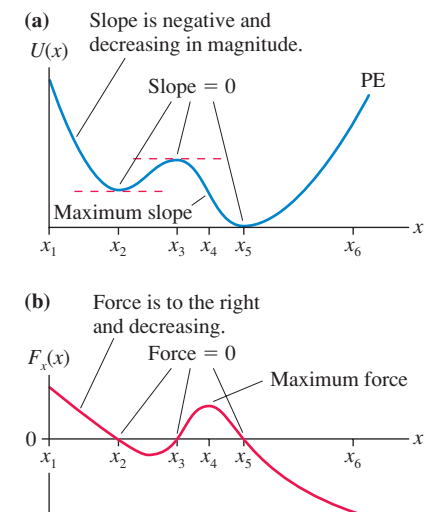 (a) Slope is negative and
decreasing in magnitude.
U(x)
Slope = 0
PE
Maximum slope
x
x₁ x₂ x₃ x₄ x₅ x₆
(b) Force is to the right
and decreasing.
Fₓ(x)
Force = 0
Maximum force
0
x
x₁ x₂ x₃ x₄ x₅ x₆